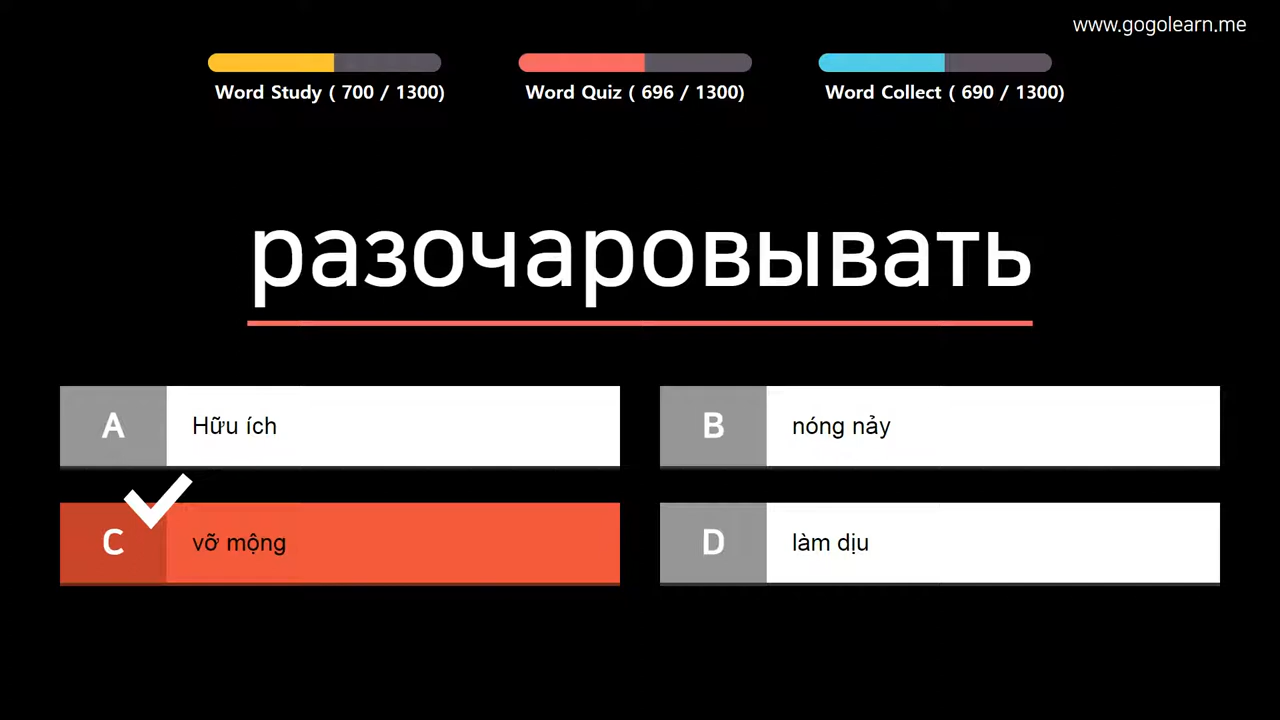 www.gogolearn.me
Word Study ( 700 / 1300)
Word Quiz ( 696 / 1300)
Word Collect ( 690 / 1300)
разочаровывать
A Hữu ích
B nóng nảy
C vỡ mộng
D làm dịu